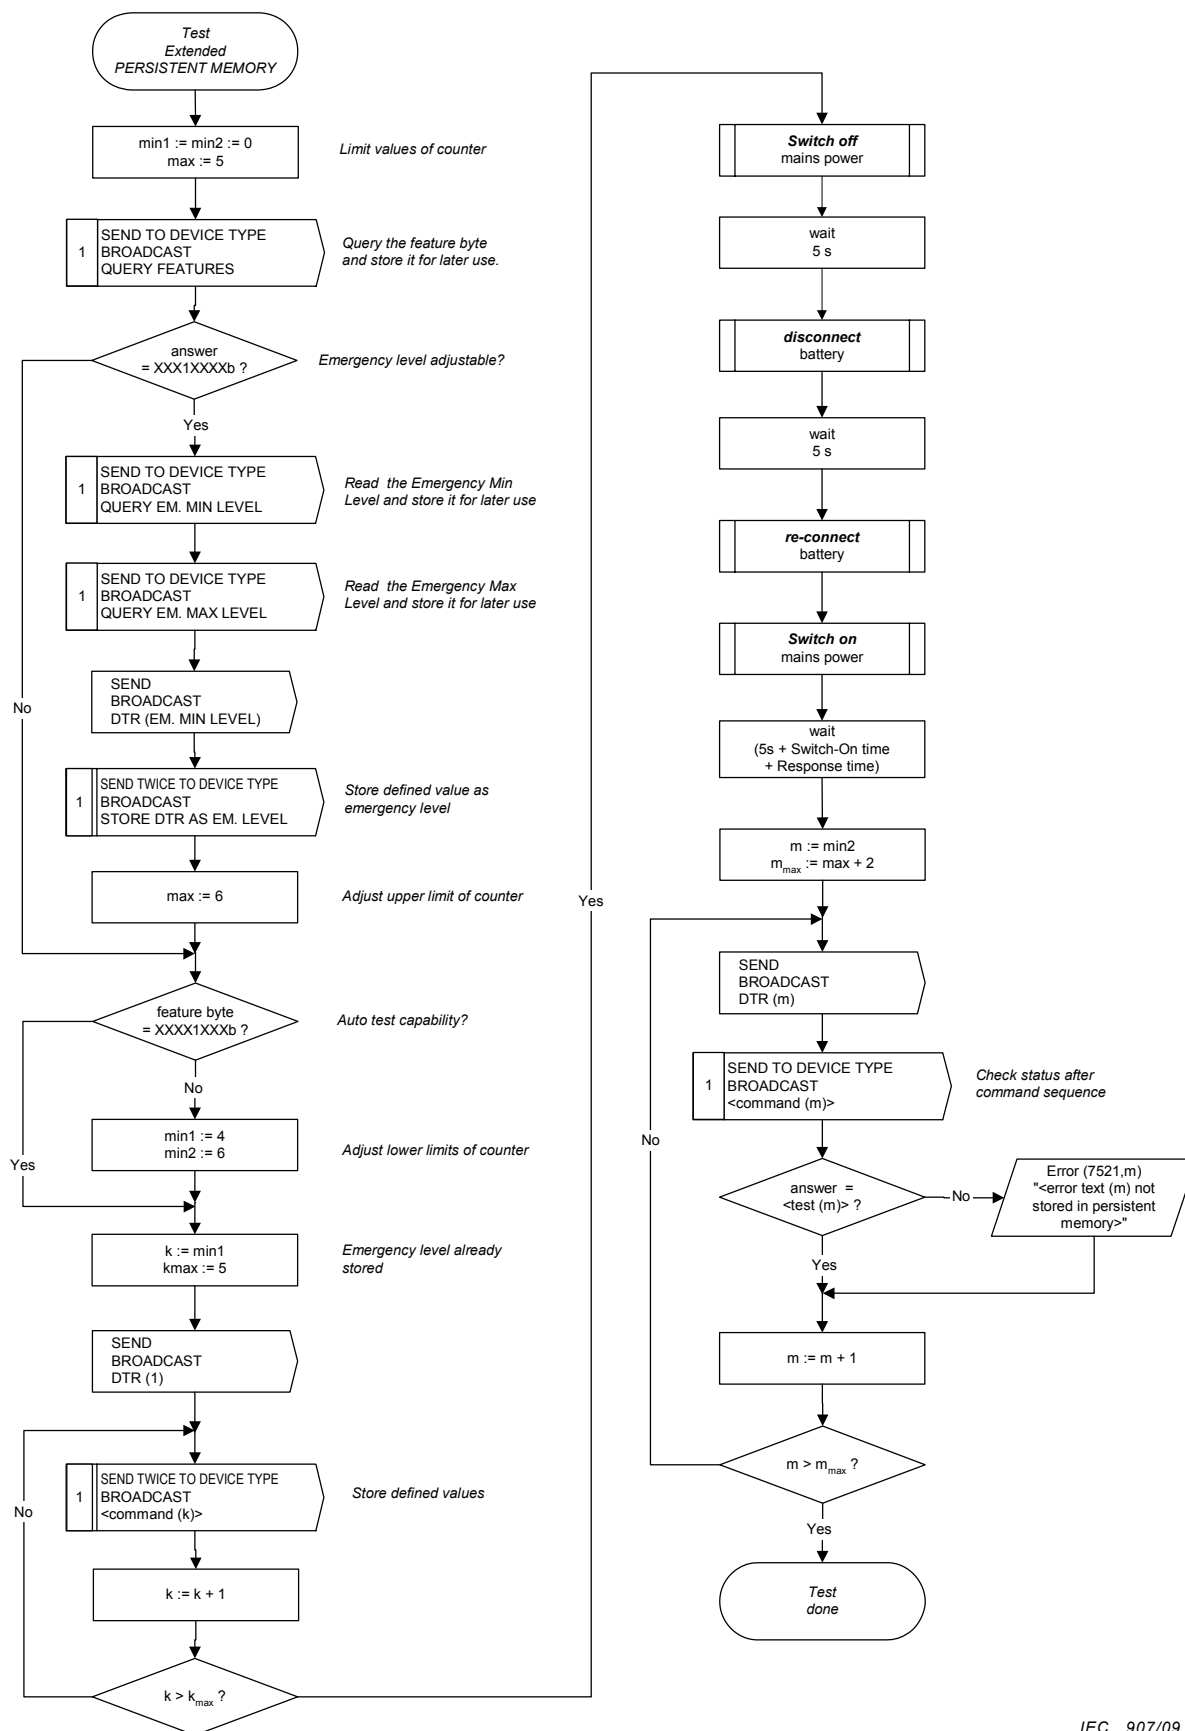 Test
Extended
PERSISTENT MEMORY
min1 := min2 := 0
max := 5
Limit values of counter
1
SEND TO DEVICE TYPE
BROADCAST
QUERY FEATURES
Query the feature byte
and store it for later use.
answer
= XXX1XXXXb ?
Emergency level adjustable?
Yes
1
SEND TO DEVICE TYPE
BROADCAST
QUERY EM. MIN LEVEL
Read the Emergency Min
Level and store it for later use
1
SEND TO DEVICE TYPE
BROADCAST
QUERY EM. MAX LEVEL
Read the Emergency Max
Level and store it for later use
No
SEND
BROADCAST
DTR (EM. MIN LEVEL)
1
SEND TWICE TO DEVICE TYPE
BROADCAST
STORE DTR AS EM. LEVEL
Store defined value as
emergency level
max := 6
Adjust upper limit of counter
feature byte
= XXXX1XXXb ?
Auto test capability?
No
min1 := 4
min2 := 6
Adjust lower limits of counter
Yes
k := min1
kmax := 5
Emergency level already
stored
SEND
BROADCAST
DTR (1)
1
SEND TWICE TO DEVICE TYPE
BROADCAST
<command (k)>
Store defined values
No
k := k + 1
k > kmax ?
Yes
Switch off
mains power
wait
5 s
disconnect
battery
wait
5 s
re-connect
battery
Switch on
mains power
wait
(5s + Switch-On time
+ Response time)
m := min2
mmax := max + 2
SEND
BROADCAST
DTR (m)
1
SEND TO DEVICE TYPE
BROADCAST
<command (m)>
Check status after
command sequence
No
answer =
<test (m)> ?
No
Error (7521,m)
"<error text (m) not
stored in persistent
memory>"
Yes
m := m + 1
m > mmax ?
Yes
Test
done
IEC 907/09